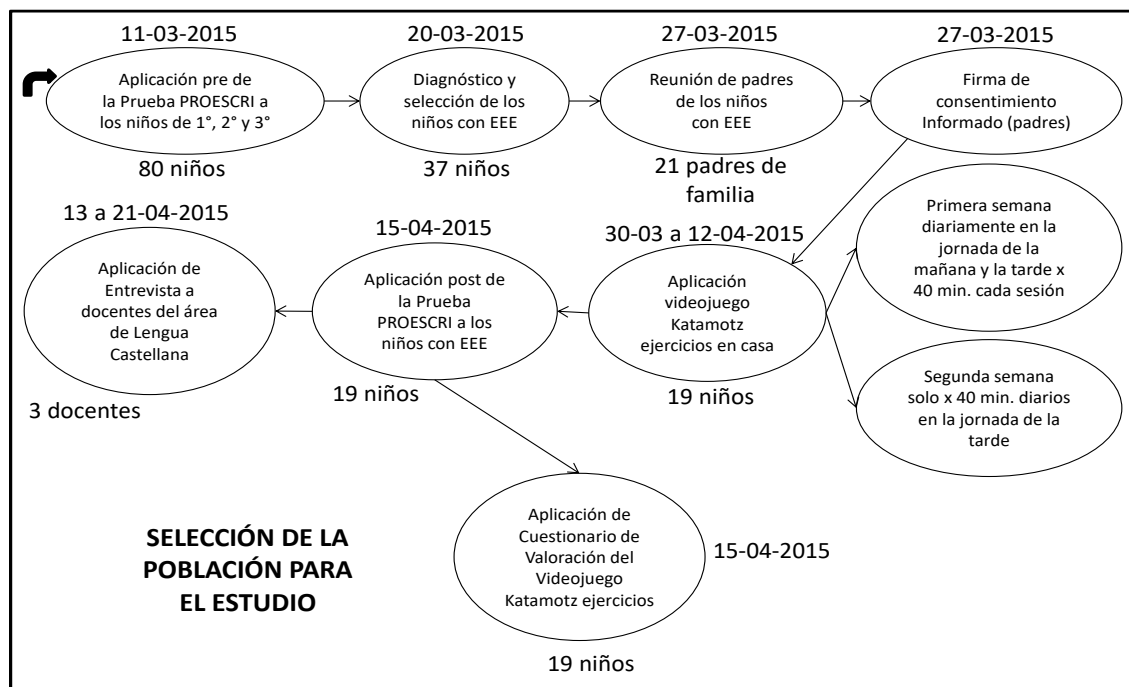 11-03-2015
Aplicación pre de
la Prueba PROESCRI a
los niños de 1°, 2° y 3°
80 niños
20-03-2015
Diagnóstico y
selección de los
niños con EEE
37 niños
27-03-2015
Reunión de padres
de los niños
con EEE
21 padres de
familia
27-03-2015
Firma de
consentimiento
Informado (padres)
13 a 21-04-2015
Aplicación de
Entrevista a
docentes del área
de Lengua
Castellana
3 docentes
15-04-2015
Aplicación post de
la Prueba
PROESCRI a los
niños con EEE
19 niños
30-03 a 12-04-2015
Aplicación
videojuego
Katamotz
ejercicios en casa
19 niños
Primera semana
diariamente en la
jornada de la
mañana y la tarde x
40 min. cada sesión
Segunda semana
solo x 40 min. diarios
en la jornada de la
tarde
SELECCIÓN DE LA
POBLACIÓN PARA
EL ESTUDIO
Aplicación de
Cuestionario de
Valoración del
Videojuego
Katamotz ejercicios
15-04-2015
19 niños